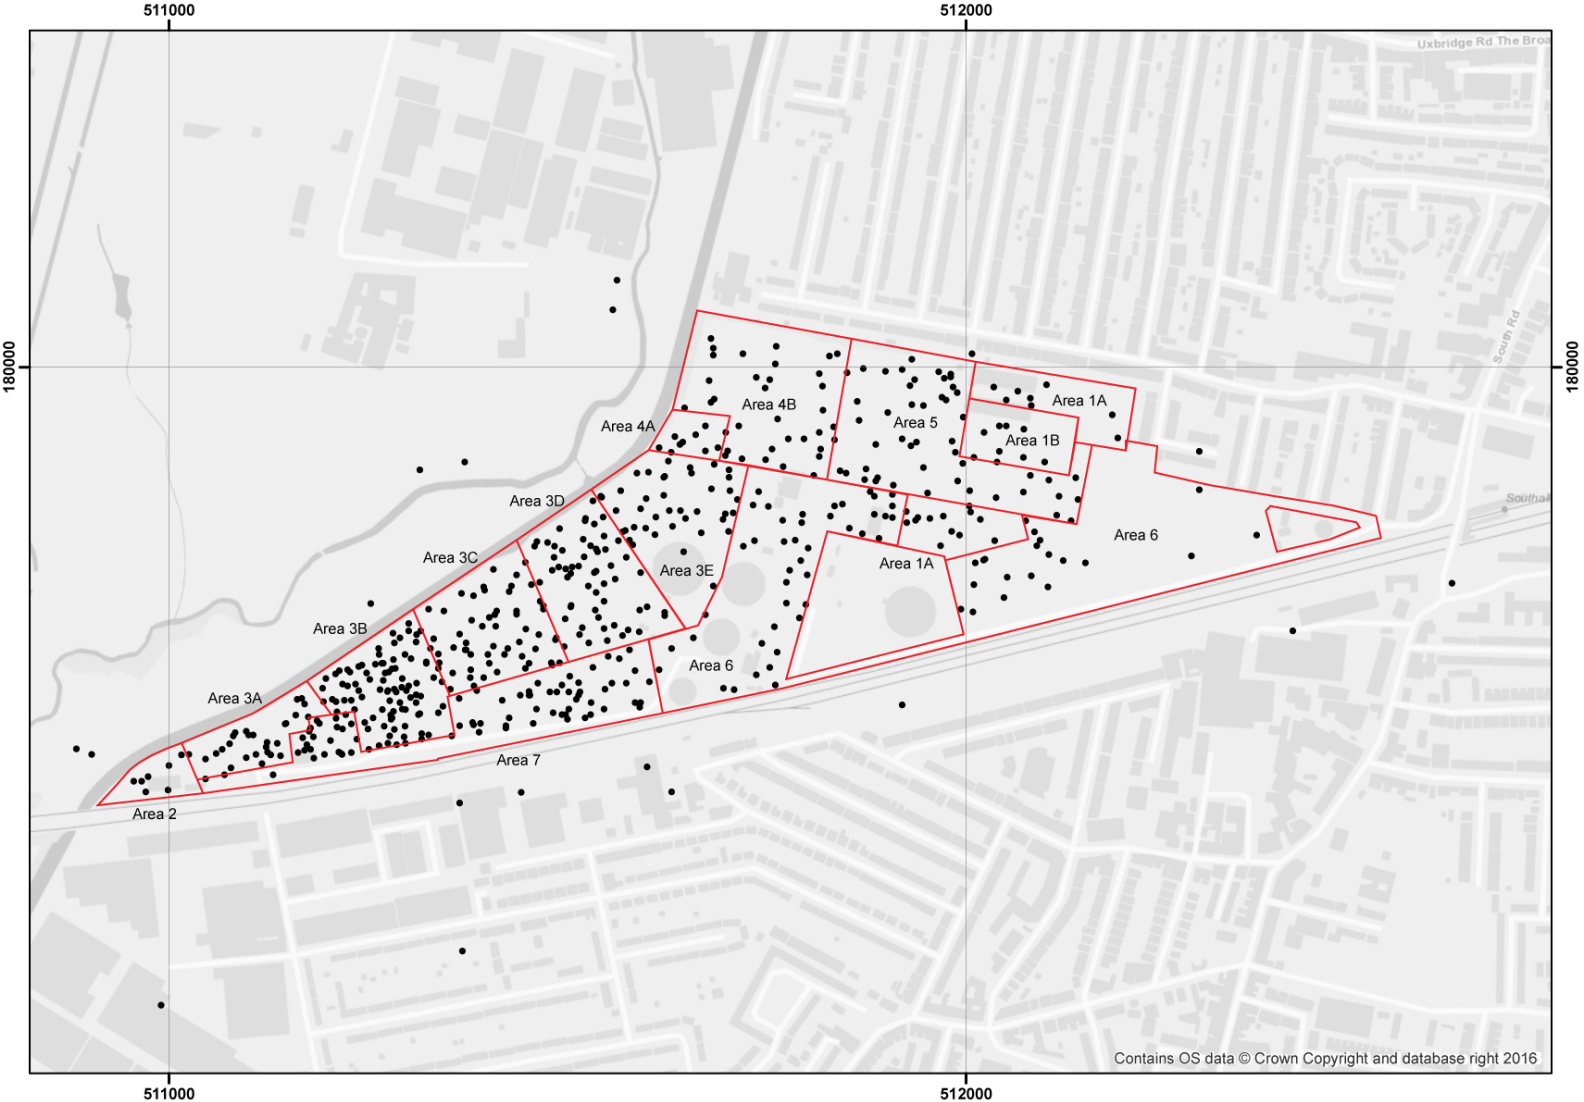 511000
512000
Uxbridge Rd The Broa
180000
180000
South Rd
Area 4A
Area 4B
Area 5
Area 1A
Area 1B
Area 3D
Southall
Area 3C
Area 6
Area 3E
Area 1A
Area 3B
Area 6
Area 3A
Area 7
Area 2
Contains OS data © Crown Copyright and database right 2016
511000
512000